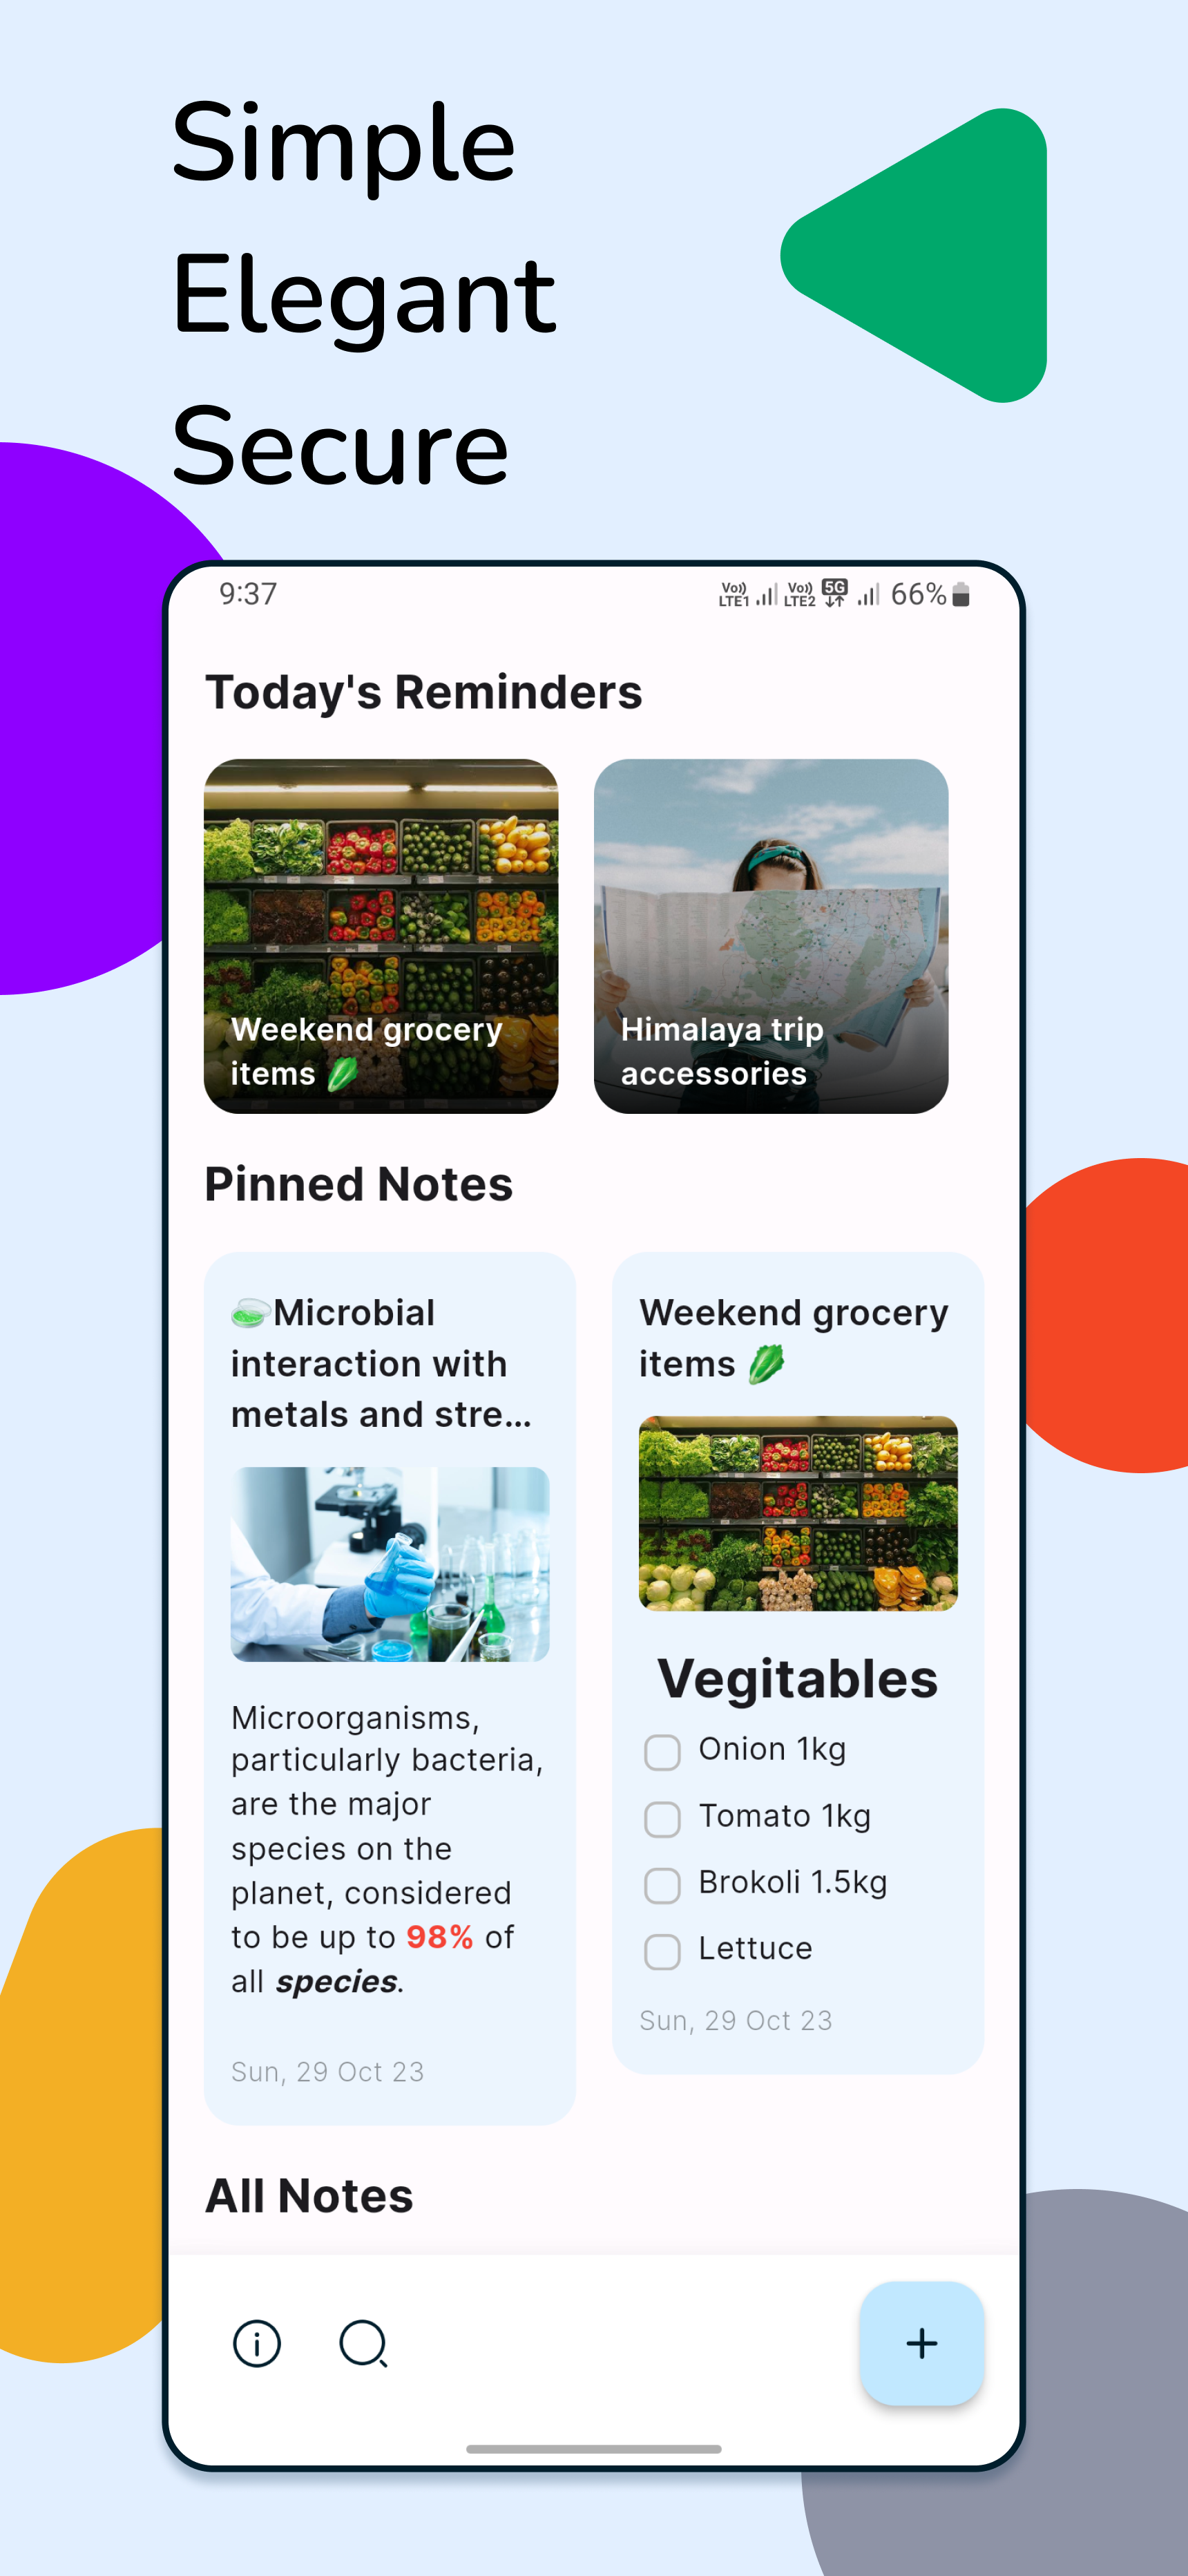 Simple
Elegant
Secure
9:37
Vo)) LTE1 Vo)) LTE2 5G 66%
Today's Reminders
Weekend grocery
items 🥬
Himalaya trip
accessories
Pinned Notes
🧫Microbial
interaction with
metals and stre...
Microorganisms,
particularly bacteria,
are the major
species on the
planet, considered
to be up to 98% of
all species.
Sun, 29 Oct 23
Weekend grocery
items 🥬
Vegitables
Onion 1kg
Tomato 1kg
Brokoli 1.5kg
Lettuce
Sun, 29 Oct 23
All Notes